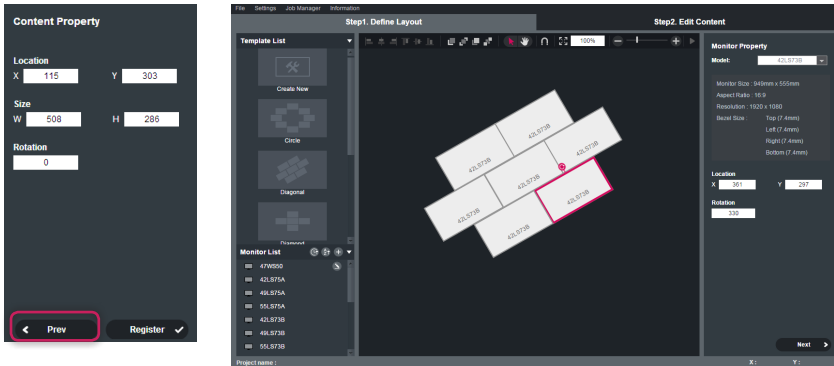 Content Property
Location
X 115 Y 303
Size
W 508 H 286
Rotation
0
Prev
Register
File Settings Job Manager Information
Step1. Define Layout
Step2. Edit Content
Template List
100%
Create New
Circle
Diagonal
Diamond
Monitor List
47WS50
42LS75A
49LS75A
55LS75A
42LS73B
49LS73B
55LS73B
42LS73B
42LS73B
42LS73B
42LS73B
42LS73B
42LS73B
42LS73B
Monitor Property
Model: 42LS73B
Monitor Size : 949mm x 555mm
Aspect Ratio : 16:9
Resolution : 1920 x 1080
Bezel Size : Top (7.4mm)
Left (7.4mm)
Right (7.4mm)
Bottom (7.4mm)
Location
X 361 Y 297
Rotation
330
Next
Project name :
X : Y :